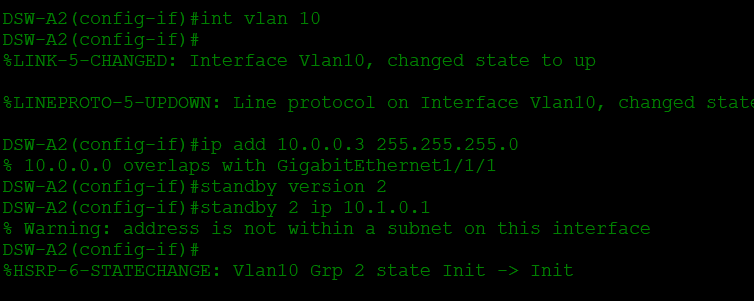 DSW-A2(config-if)#int vlan 10
DSW-A2(config-if)#
%LINK-5-CHANGED: Interface Vlan10, changed state to up
%LINEPROTO-5-UPDOWN: Line protocol on Interface Vlan10, changed state
DSW-A2(config-if)#ip add 10.0.0.3 255.255.255.0
% 10.0.0.0 overlaps with GigabitEthernet1/1/1
DSW-A2(config-if)#standby version 2
DSW-A2(config-if)#standby 2 ip 10.1.0.1
% Warning: address is not within a subnet on this interface
DSW-A2(config-if)#
%HSRP-6-STATECHANGE: Vlan10 Grp 2 state Init -> Init